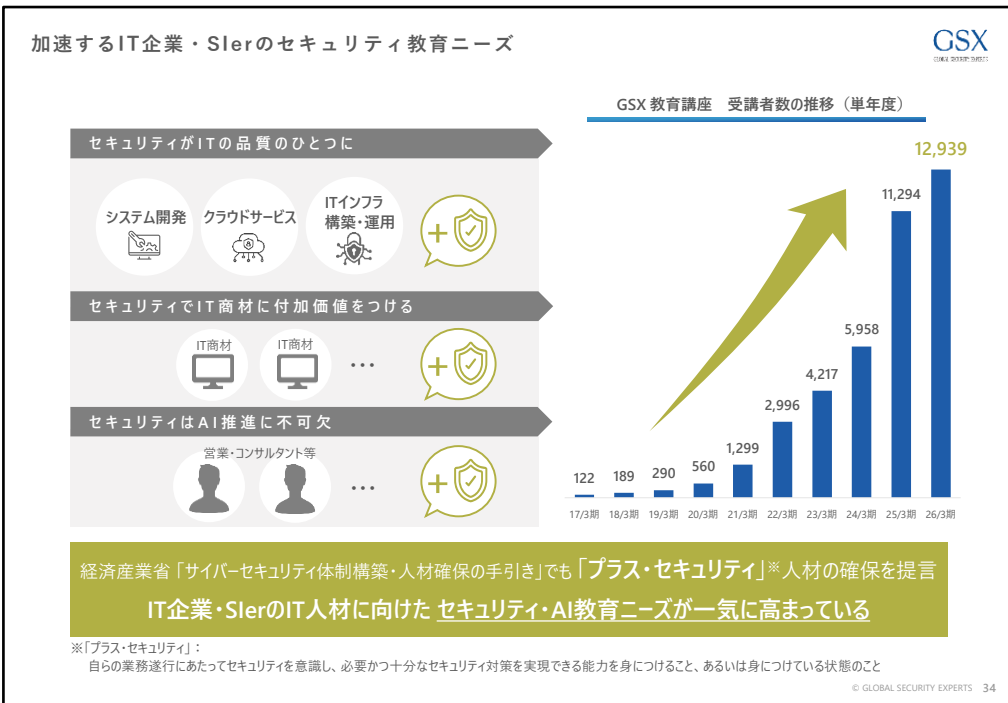 加速するIT企業・SIerのセキュリティ教育ニーズ
GSX
GLOBAL SECURITY EXPERTS
セキュリティがITの品質のひとつに
システム開発
クラウドサービス
ITインフラ
構築・運用
+
セキュリティでIT商材に付加価値をつける
IT商材
IT商材
…
+
セキュリティはAI推進に不可欠
営業・コンサルタント等
…
+
GSX 教育講座 受講者数の推移（単年度）
122
189
290
560
1,299
2,996
4,217
5,958
11,294
12,939
17/3期
18/3期
19/3期
20/3期
21/3期
22/3期
23/3期
24/3期
25/3期
26/3期
経済産業省「サイバーセキュリティ体制構築・人材確保の手引き」でも「プラス・セキュリティ」※人材の確保を提言
IT企業・SIerのIT人材に向けた セキュリティ・AI教育ニーズが一気に高まっている
※「プラス・セキュリティ」：
自らの業務遂行にあたってセキュリティを意識し、必要かつ十分なセキュリティ対策を実現できる能力を身につけること、あるいは身につけている状態のこと
© GLOBAL SECURITY EXPERTS 34